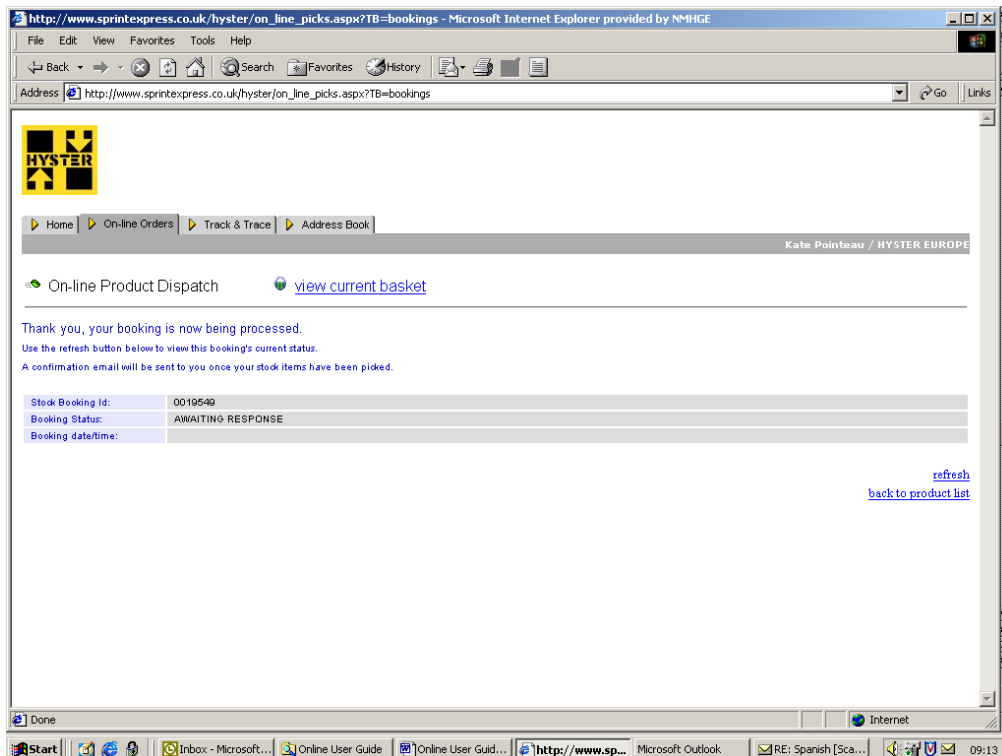 http://www.sprintexpress.co.uk/hyster/on_line_picks.aspx?TB=bookings - Microsoft Internet Explorer provided by NMHGE
File Edit View Favorites Tools Help
Back Search Favorites History
Address http://www.sprintexpress.co.uk/hyster/on_line_picks.aspx?TB=bookings Go Links
HYSTER
Home On-line Orders Track & Trace Address Book
Kate Pointeau / HYSTER EUROPE
On-line Product Dispatch view current basket
Thank you, your booking is now being processed.
Use the refresh button below to view this booking's current status.
A confirmation email will be sent to you once your stock items have been picked.
Stock Booking Id: 0019549
Booking Status: AWAITING RESPONSE
Booking date/time:
refresh
back to product list
Done Internet
Start Inbox - Microsoft... Online User Guide Online User Guid... http://www.sp... Microsoft Outlook RE: Spanish [Sca... 09:13